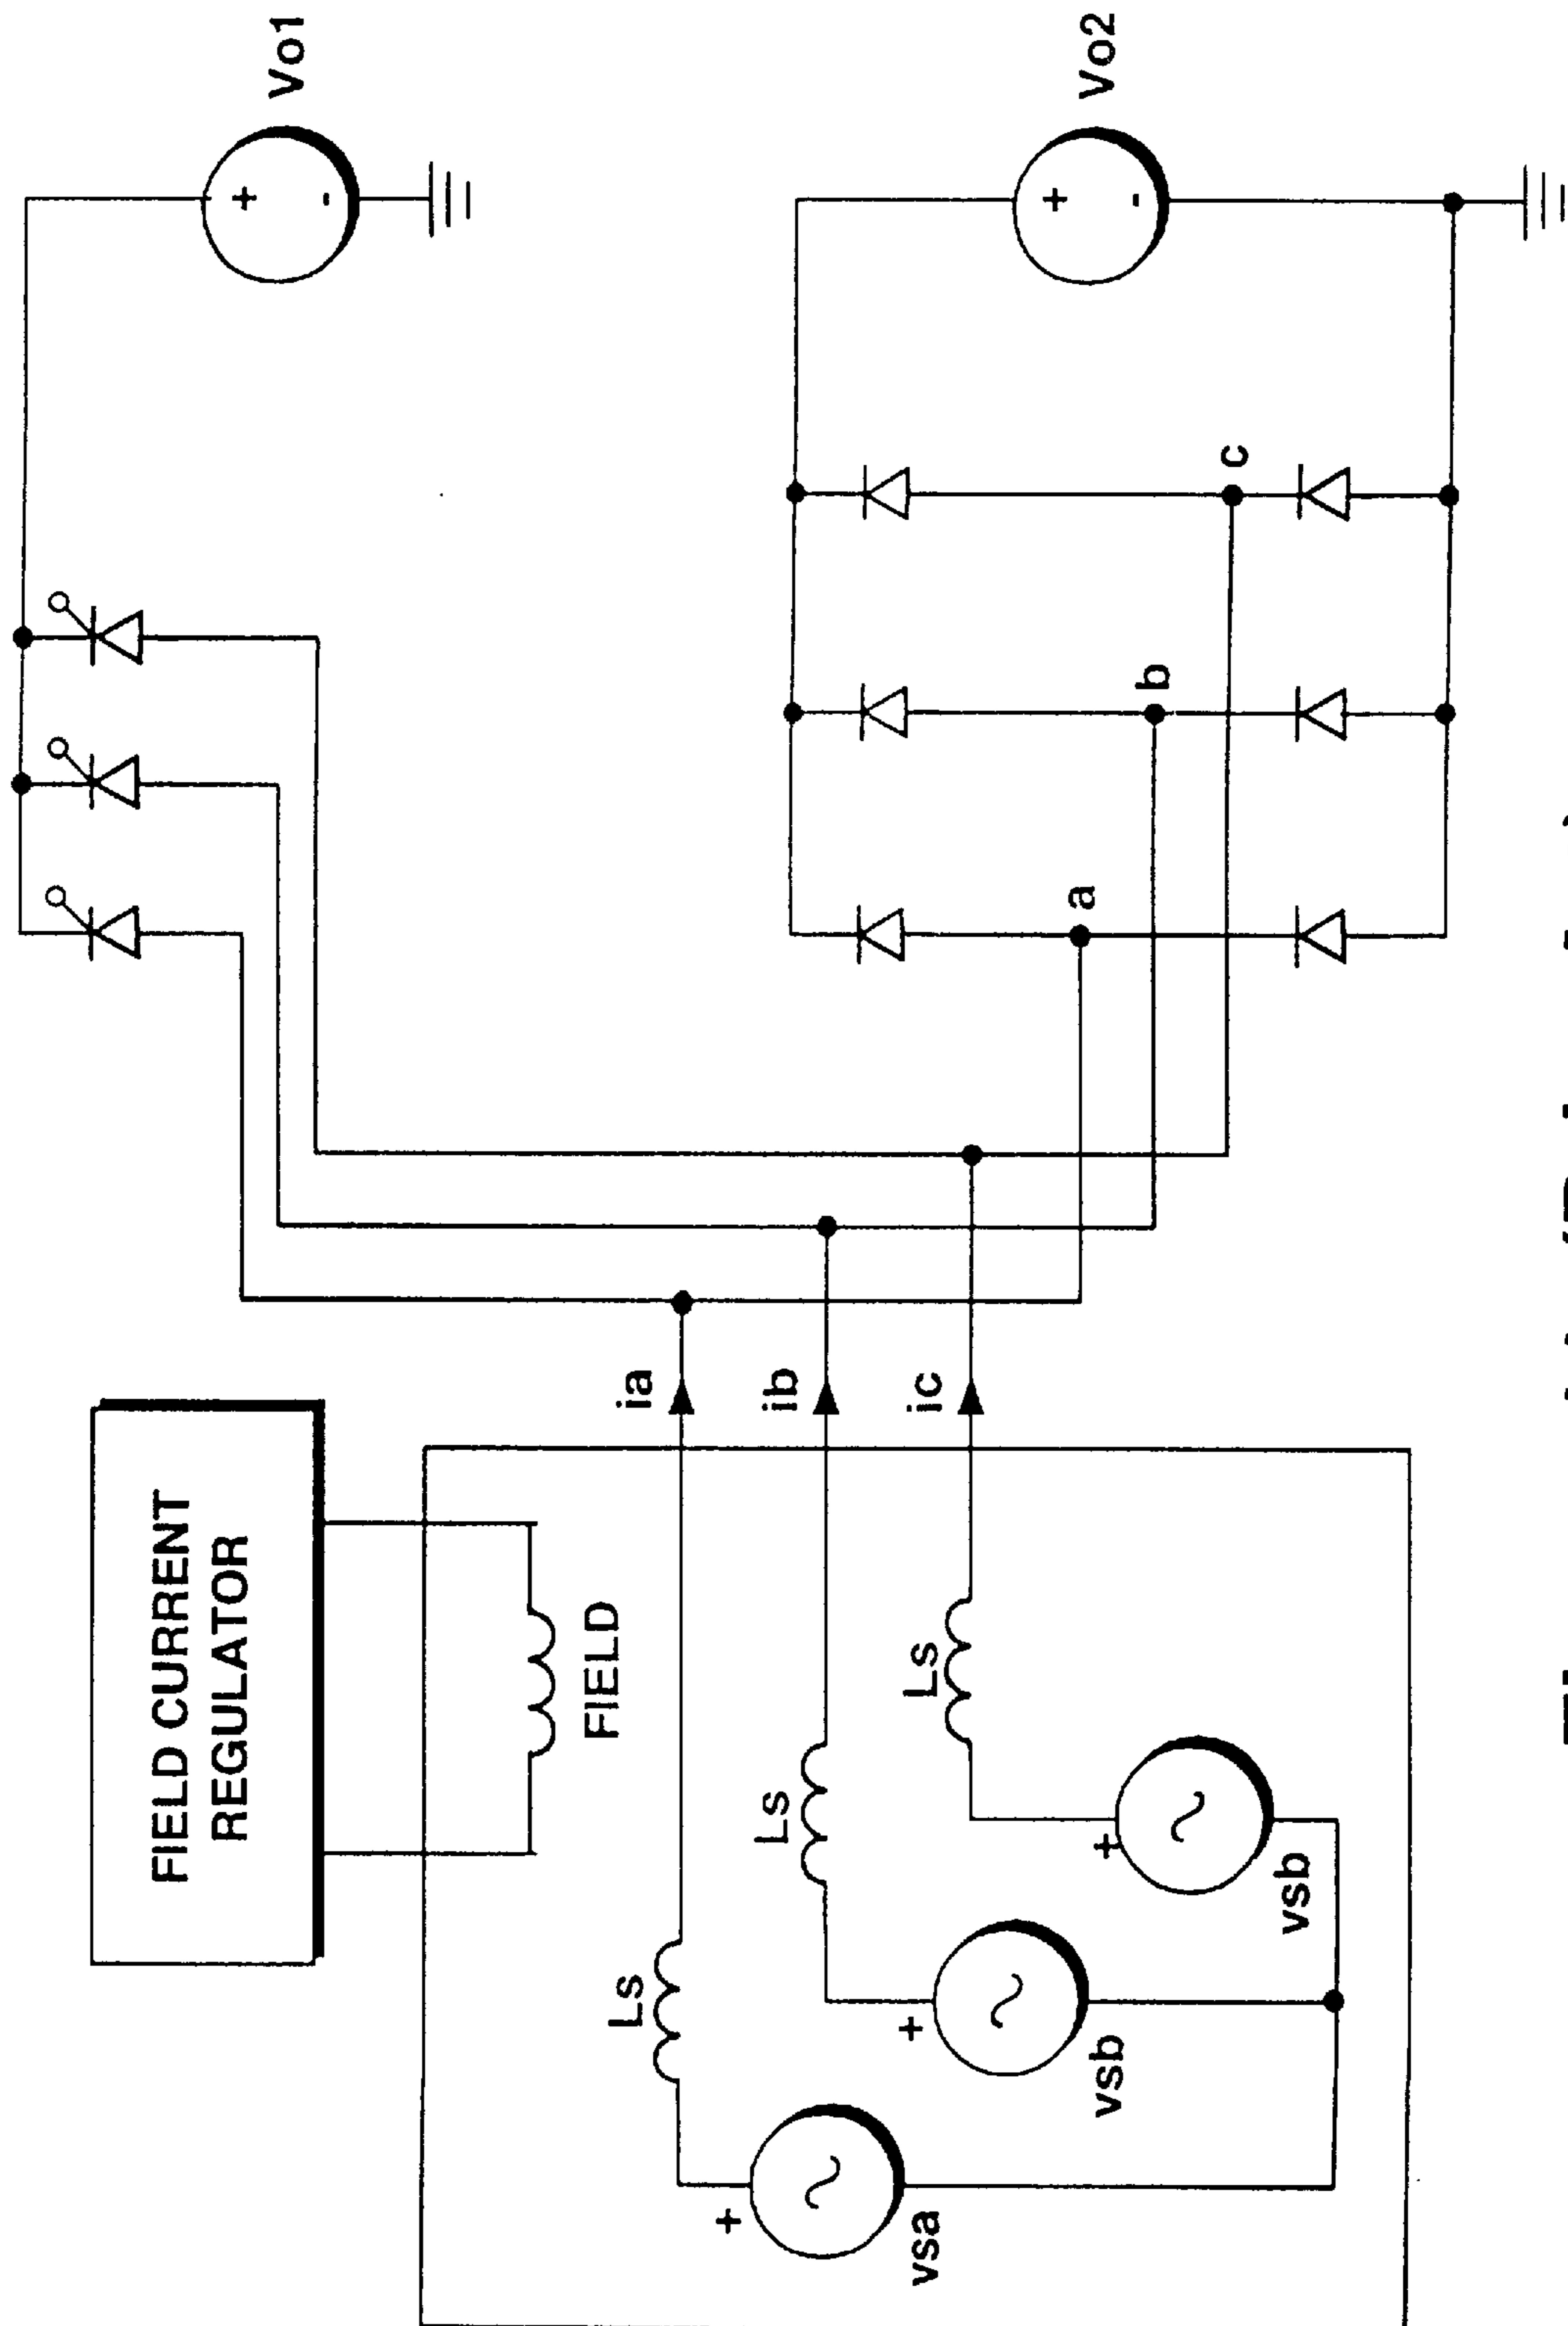 FIELD CURRENT
REGULATOR
FIELD
Ls
Ls
Ls
+
vsa
+
vsb
+
vsb
ia
ib
ic
a
b
c
+
-
Vo1
+
-
Vo2